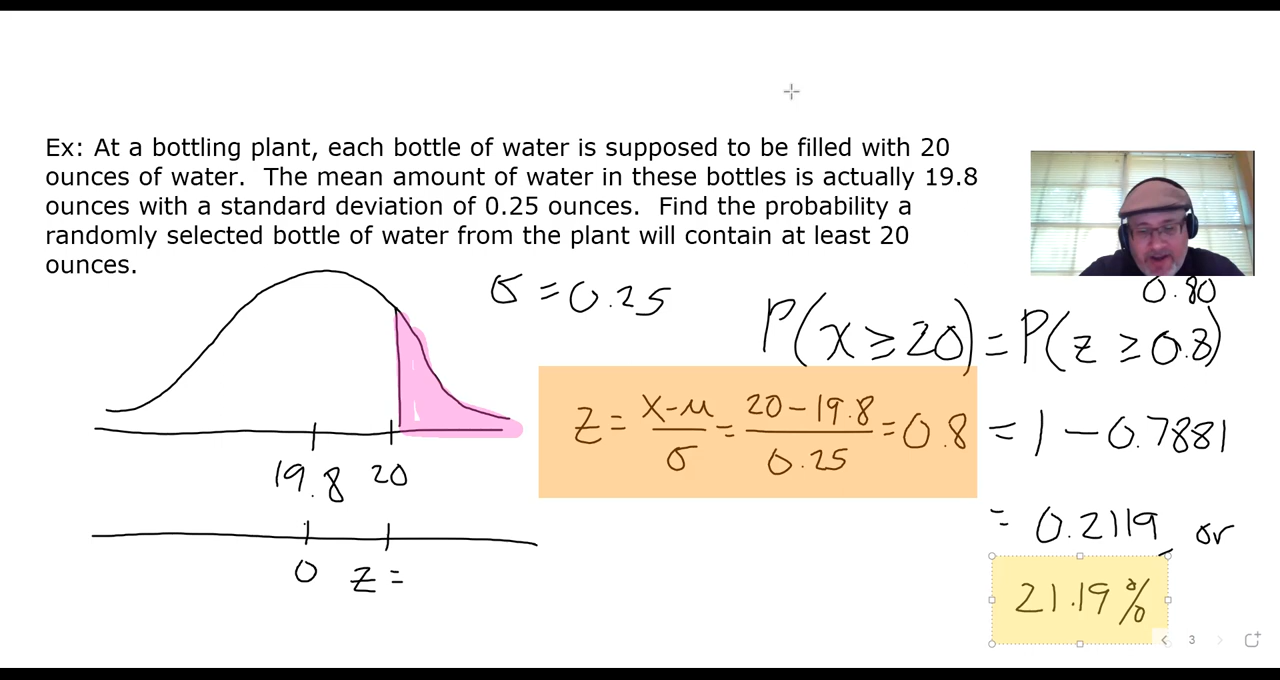 Ex: At a bottling plant, each bottle of water is supposed to be filled with 20
ounces of water. The mean amount of water in these bottles is actually 19.8
ounces with a standard deviation of 0.25 ounces. Find the probability a
randomly selected bottle of water from the plant will contain at least 20
ounces.
σ = 0.25
0.80
P(x ≥ 20) = P(z ≥ 0.8)
z = (x-μ)/σ = (20-19.8)/0.25 = 0.8
= 1 - 0.7881
19.8 20
= 0.2119 or
0 z =
21.19%
3